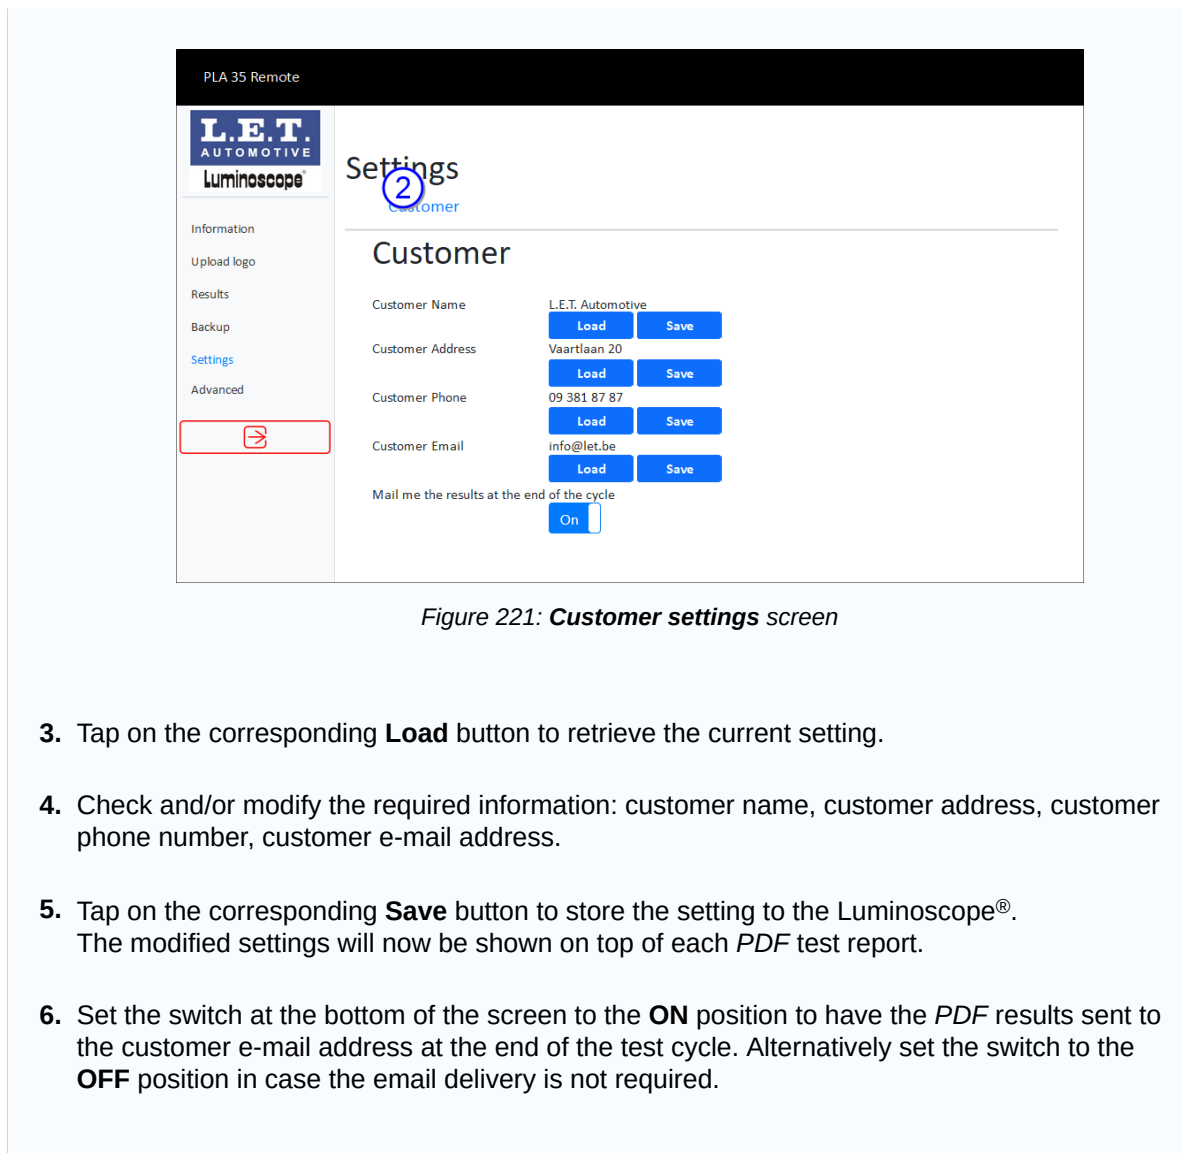 PLA 35 Remote
L.E.T.
AUTOMOTIVE
Luminoscope®
Information
Upload logo
Results
Backup
Settings
Advanced
Settings
2
Customer
Customer
Customer Name L.E.T. Automotive
Load Save
Customer Address Vaartlaan 20
Load Save
Customer Phone 09 381 87 87
Load Save
Customer Email info@let.be
Load Save
Mail me the results at the end of the cycle
On
Figure 221: Customer settings screen
3. Tap on the corresponding Load button to retrieve the current setting.
4. Check and/or modify the required information: customer name, customer address, customer
phone number, customer e-mail address.
5. Tap on the corresponding Save button to store the setting to the Luminoscope®.
The modified settings will now be shown on top of each PDF test report.
6. Set the switch at the bottom of the screen to the ON position to have the PDF results sent to
the customer e-mail address at the end of the test cycle. Alternatively set the switch to the
OFF position in case the email delivery is not required.